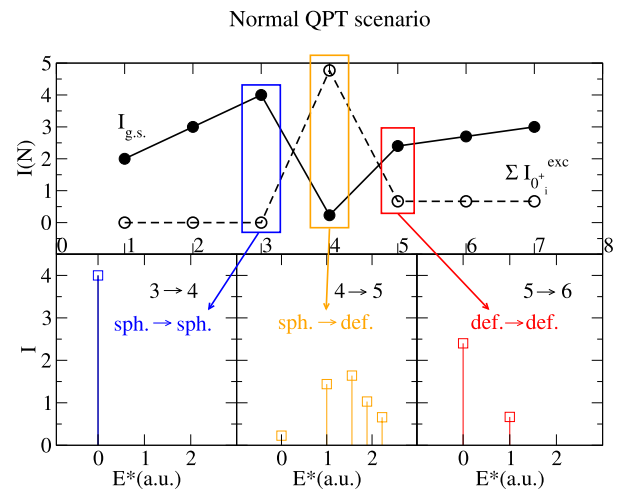 Normal QPT scenario
5
4
3
2
1
0
I(N)
I_g.s.
Σ I_{0_i^+}^{exc}
0 1 2 3 4 5 6 7 8
4
3
2
1
0
I
3→4
sph.→sph.
4→5
sph.→def.
5→6
def.→def.
0 1 2 0 1 2 0 1 2
E*(a.u.) E*(a.u.) E*(a.u.)